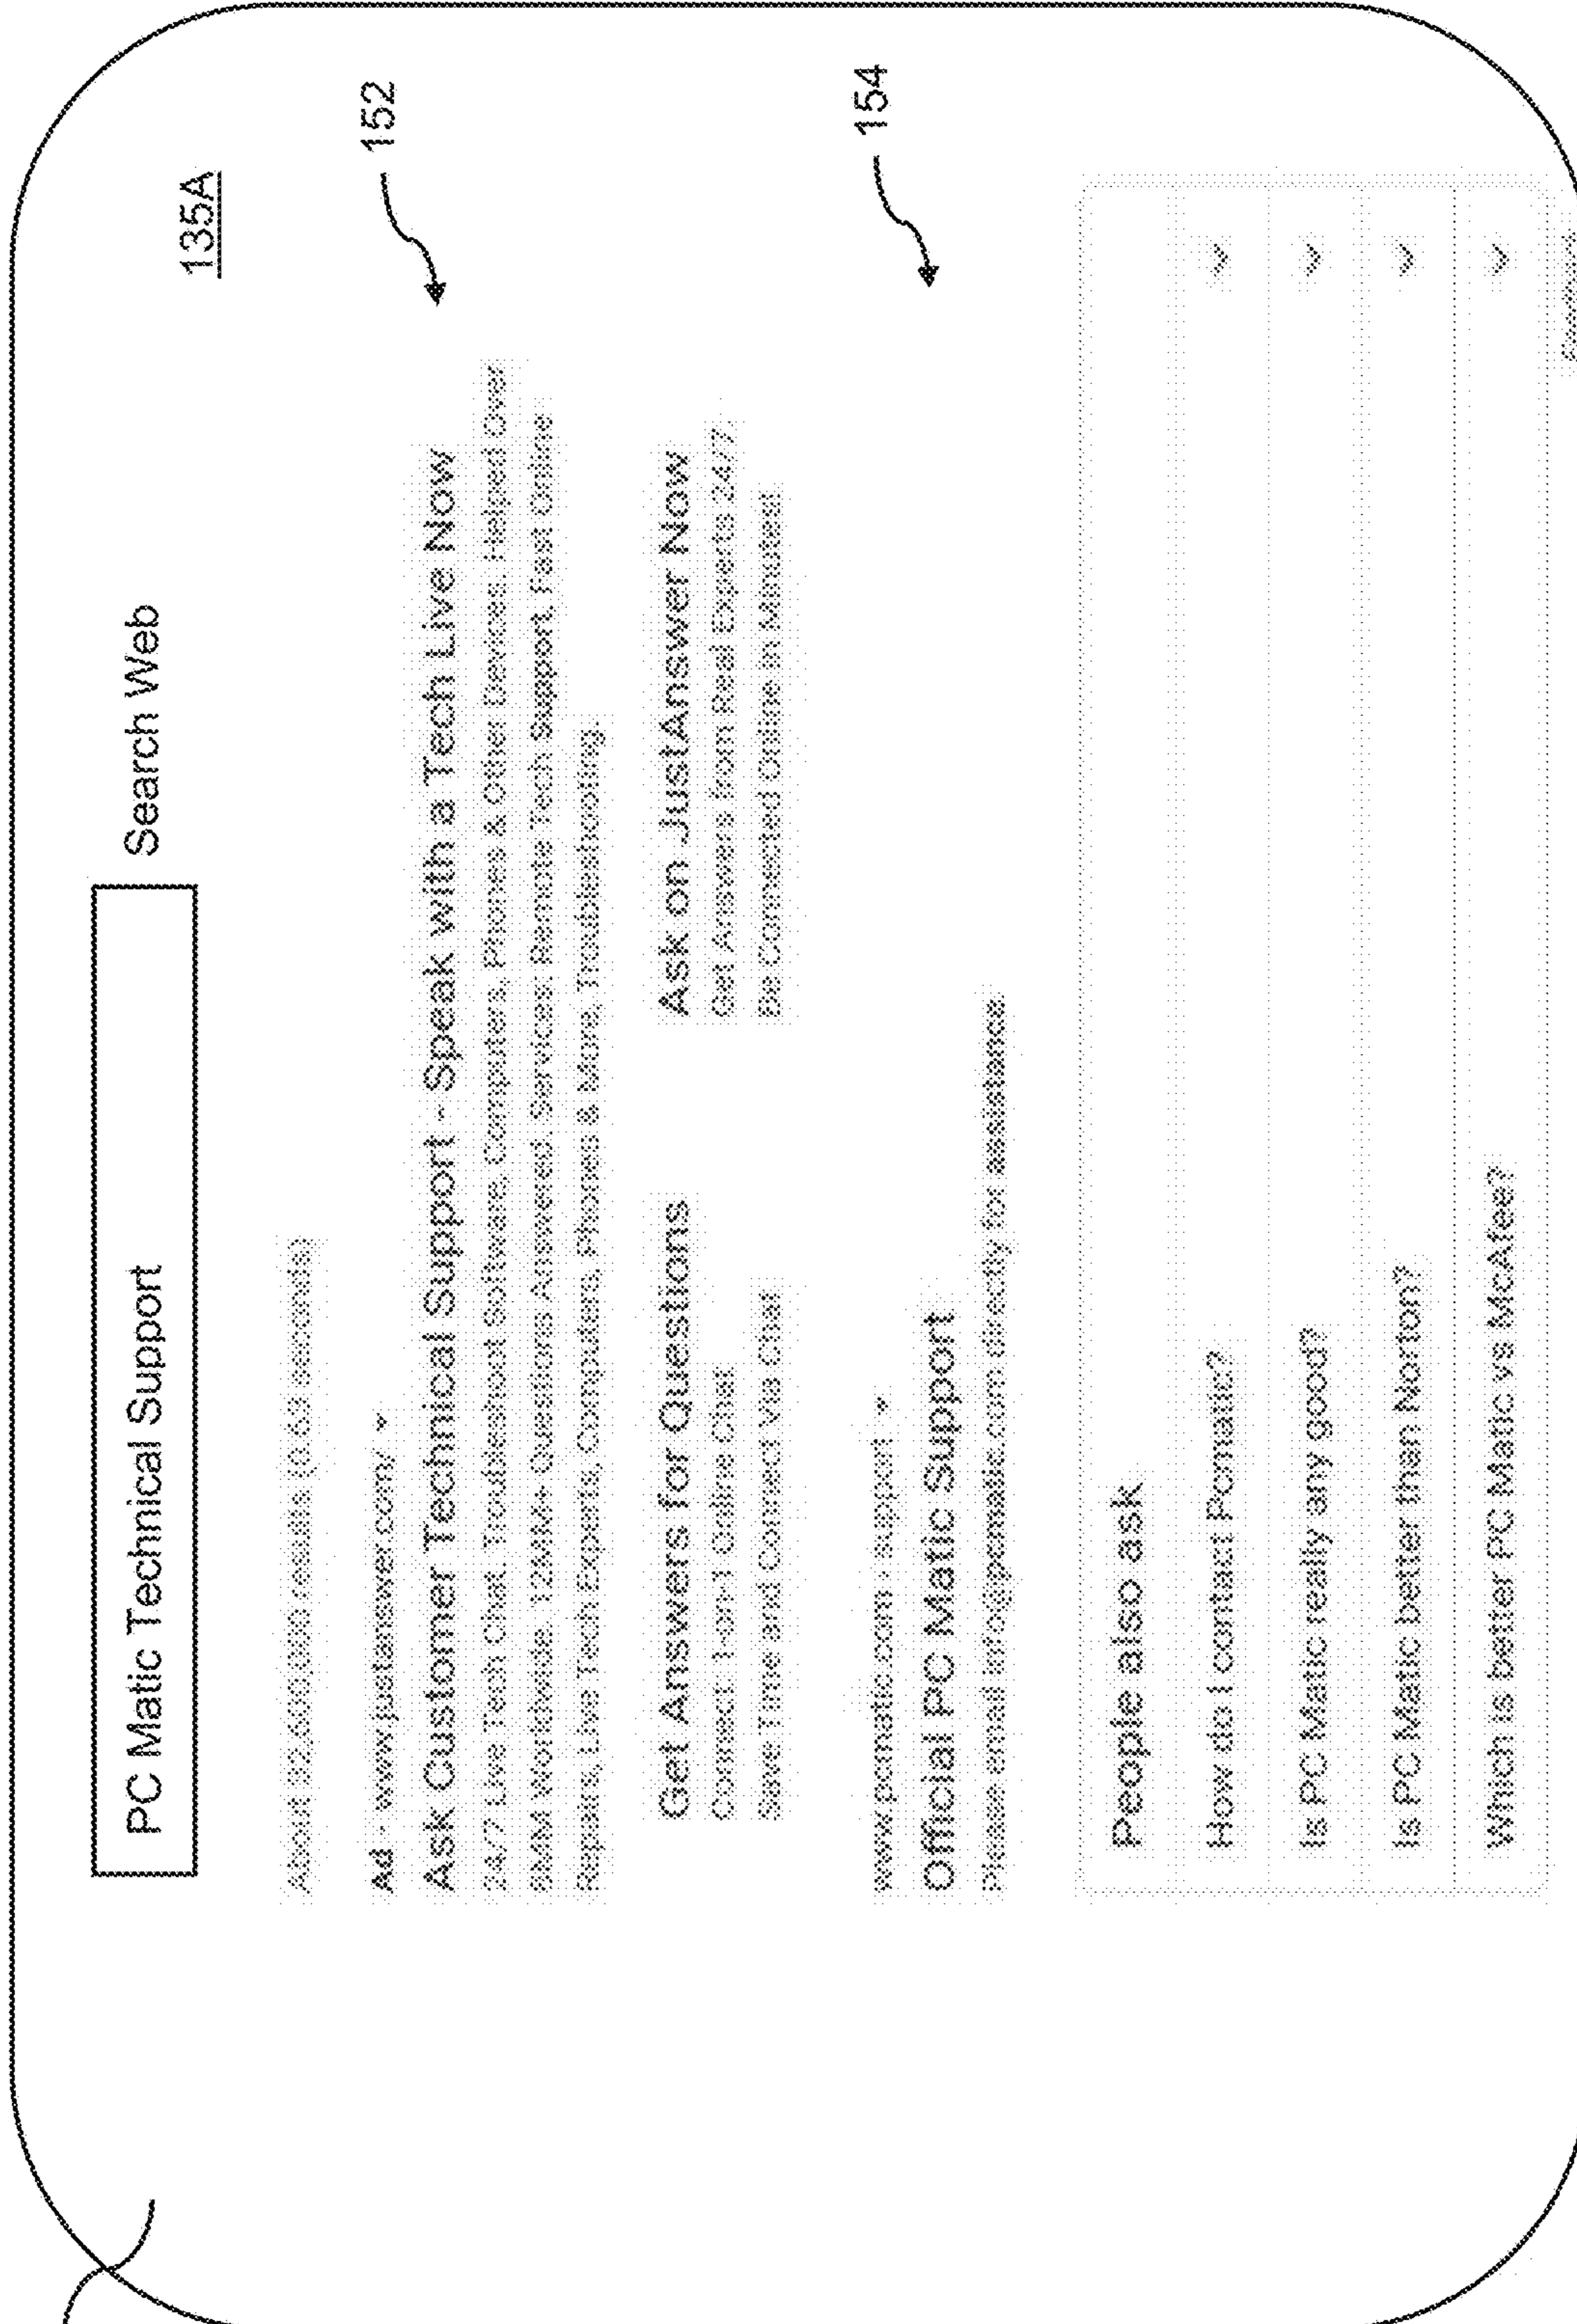 PC Matic Technical Support
Search Web
135A
About 32,600,000 results (0.63 seconds)
Ad · www.justanswer.com/
152
Ask Customer Technical Support - Speak with a Tech Live Now
24/7 Live Tech Chat. Troubleshoot Software, Computers, Phones & Other Devices. Helped Over
8MM Worldwide. 12MM+ Questions Answered. Services: Remote Tech Support, Fast Online
Repairs, Live Tech Experts, Computers, Phones & More, Troubleshooting.
Get Answers for Questions
Connect 1-on-1 Online Chat
Save Time and Connect Via Chat
Ask on JustAnswer Now
Get Answers from Real Experts 24/7.
Be Connected Online in Minutes!
www.pcmatic.com › support
154
Official PC Matic Support
Please email info@pcmatic.com directly for assistance.
People also ask
How do I contact Pcmatic?
Is PC Matic really any good?
Is PC Matic better than Norton?
Which is better PC Matic vs McAfee?